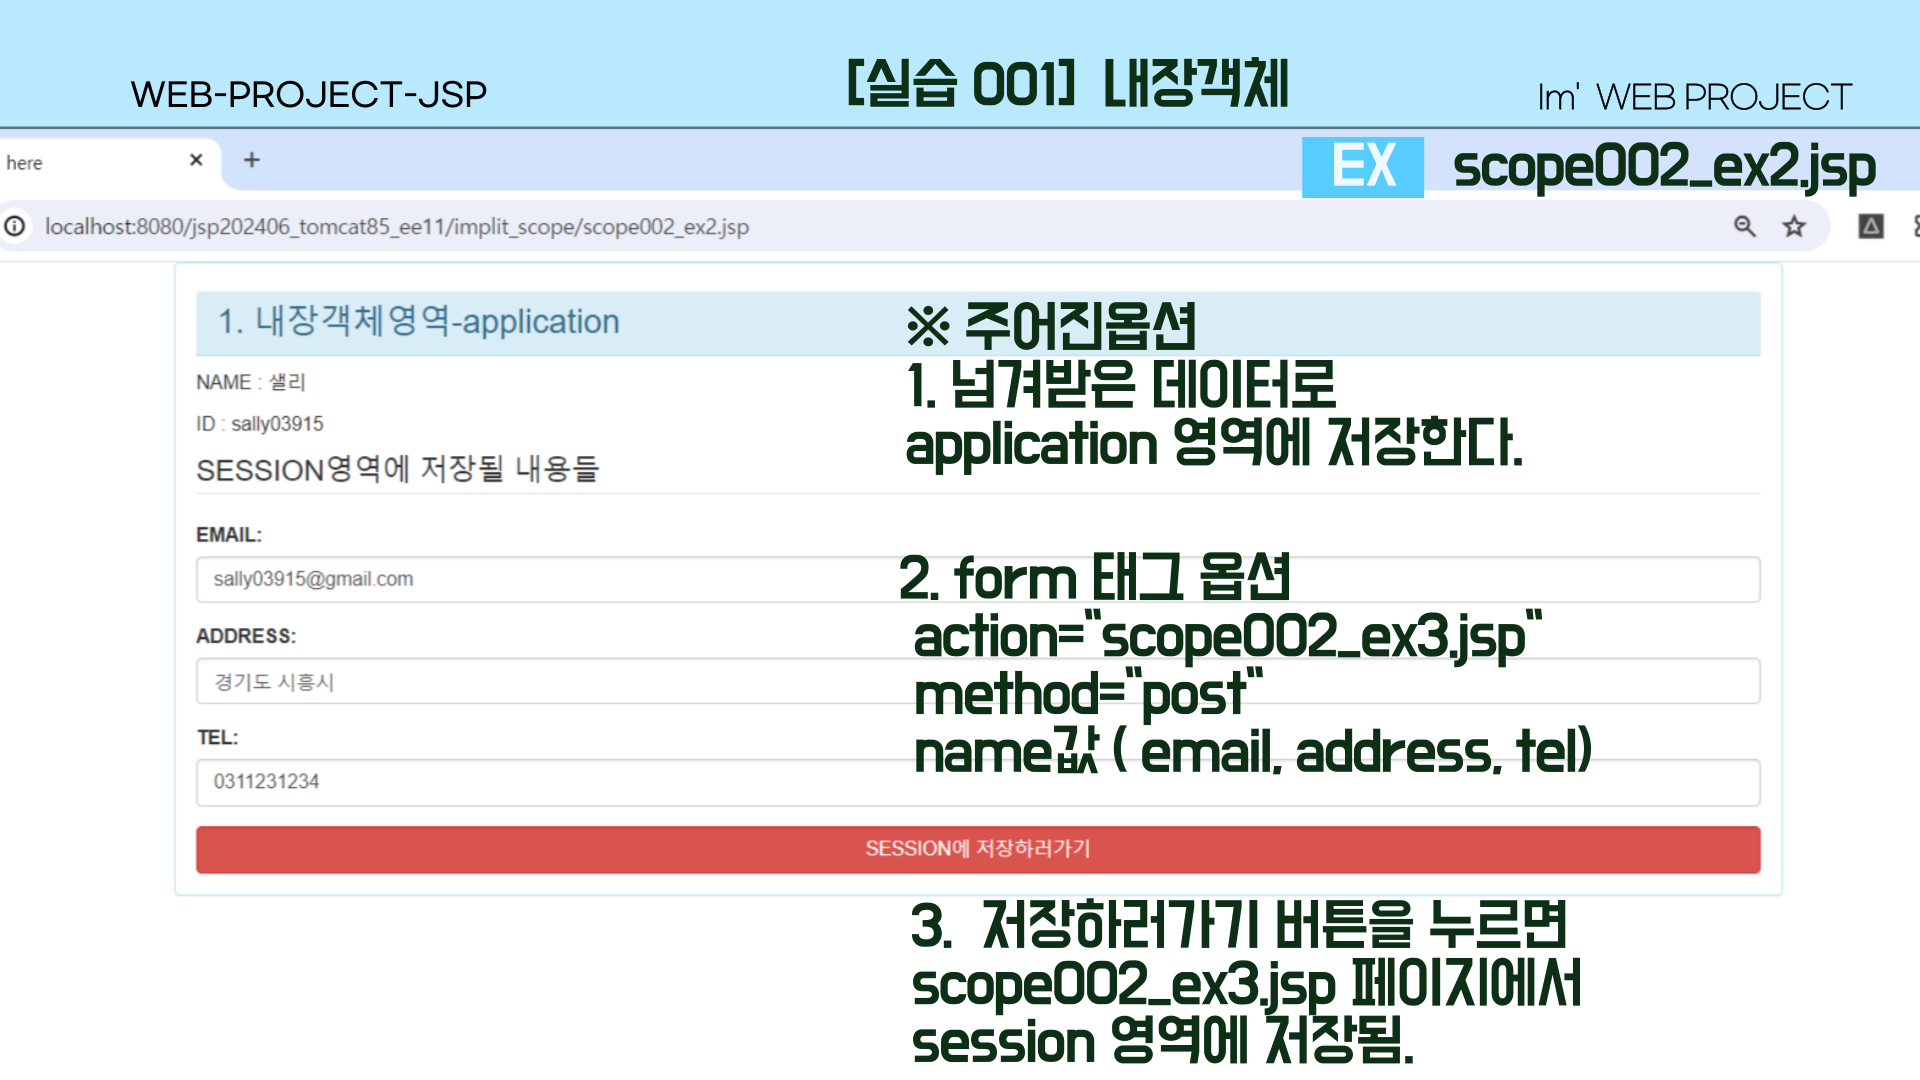 WEB-PROJECT-JSP
[실습 001] 내장객체
Im' WEB PROJECT
here
EX scope002_ex2.jsp
localhost:8080/jsp202406_tomcat85_ee11/implit_scope/scope002_ex2.jsp
1. 내장객체영역-application
NAME : 샐리
ID : sally03915
SESSION영역에 저장될 내용들
EMAIL:
sally03915@gmail.com
ADDRESS:
경기도 시흥시
TEL:
0311231234
SESSION에 저장하러가기
※ 주어진옵션
1. 넘겨받은 데이터로
application 영역에 저장한다.
2. form 태그 옵션
action="scope002_ex3.jsp"
method="post"
name값 ( email, address, tel)
3. 저장하러가기 버튼을 누르면
scope002_ex3.jsp 페이지에서
session 영역에 저장됨.